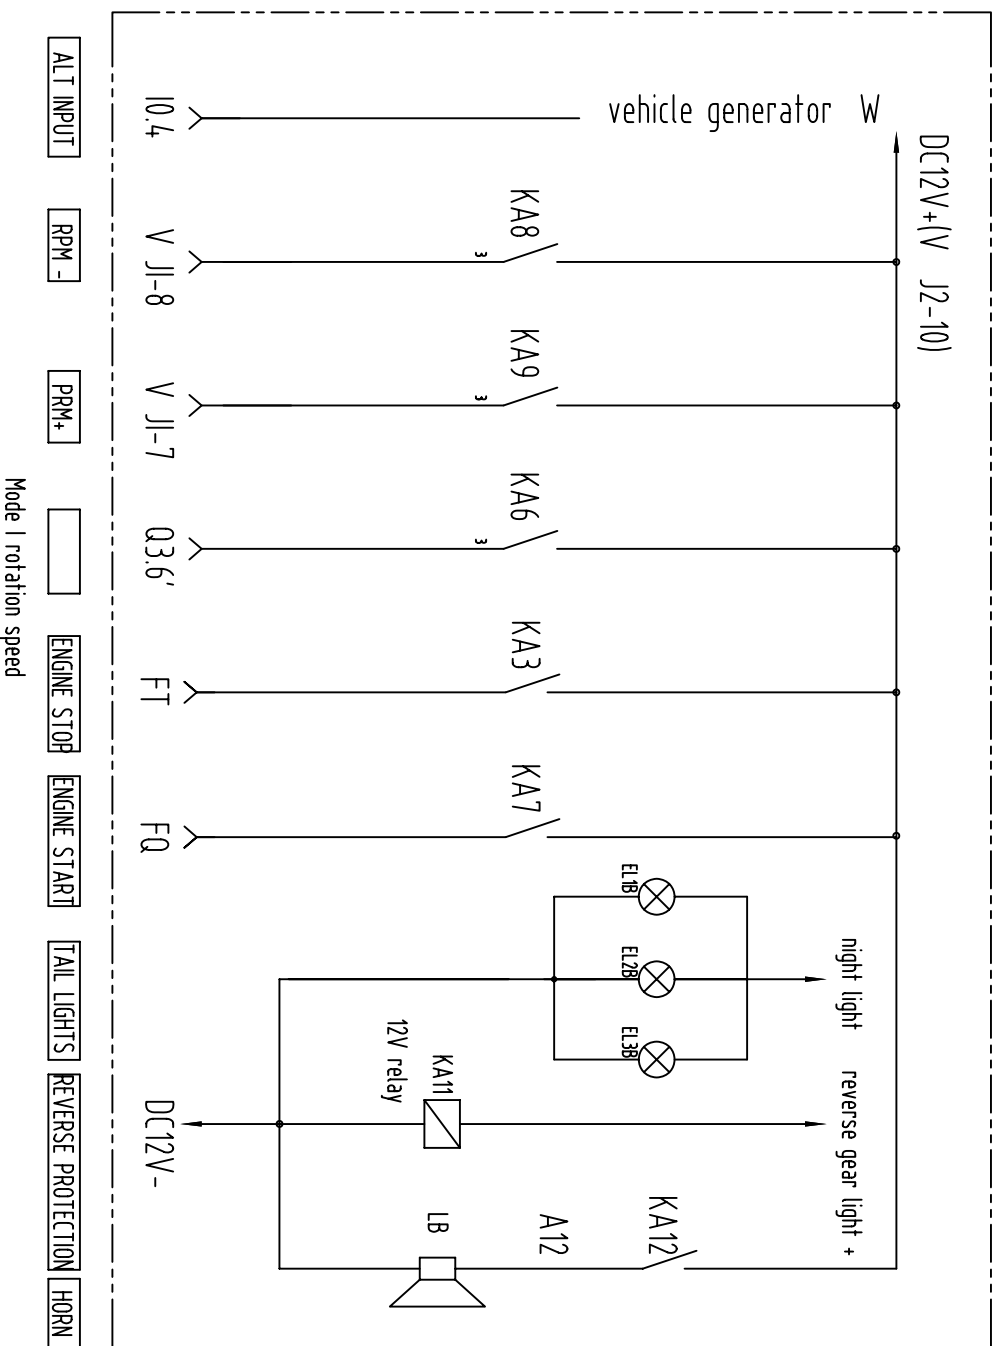 vehicle generator W
DC12V+(V J2-10)
ALT INPUT
I0.4
RPM -
V J1-8
KA8
3
PRM+
V J1-7
KA9
3
Mode I rotation speed
Q3.6'
KA6
3
ENGINE STOP
FT
KA3
ENGINE START
FQ
KA7
TAIL LIGHTS
EL1B
EL2B
EL3B
night light
REVERSE PROTECTION
DC12V-
12V relay
KA11
reverse gear light +
HORN
LB
A12
KA12